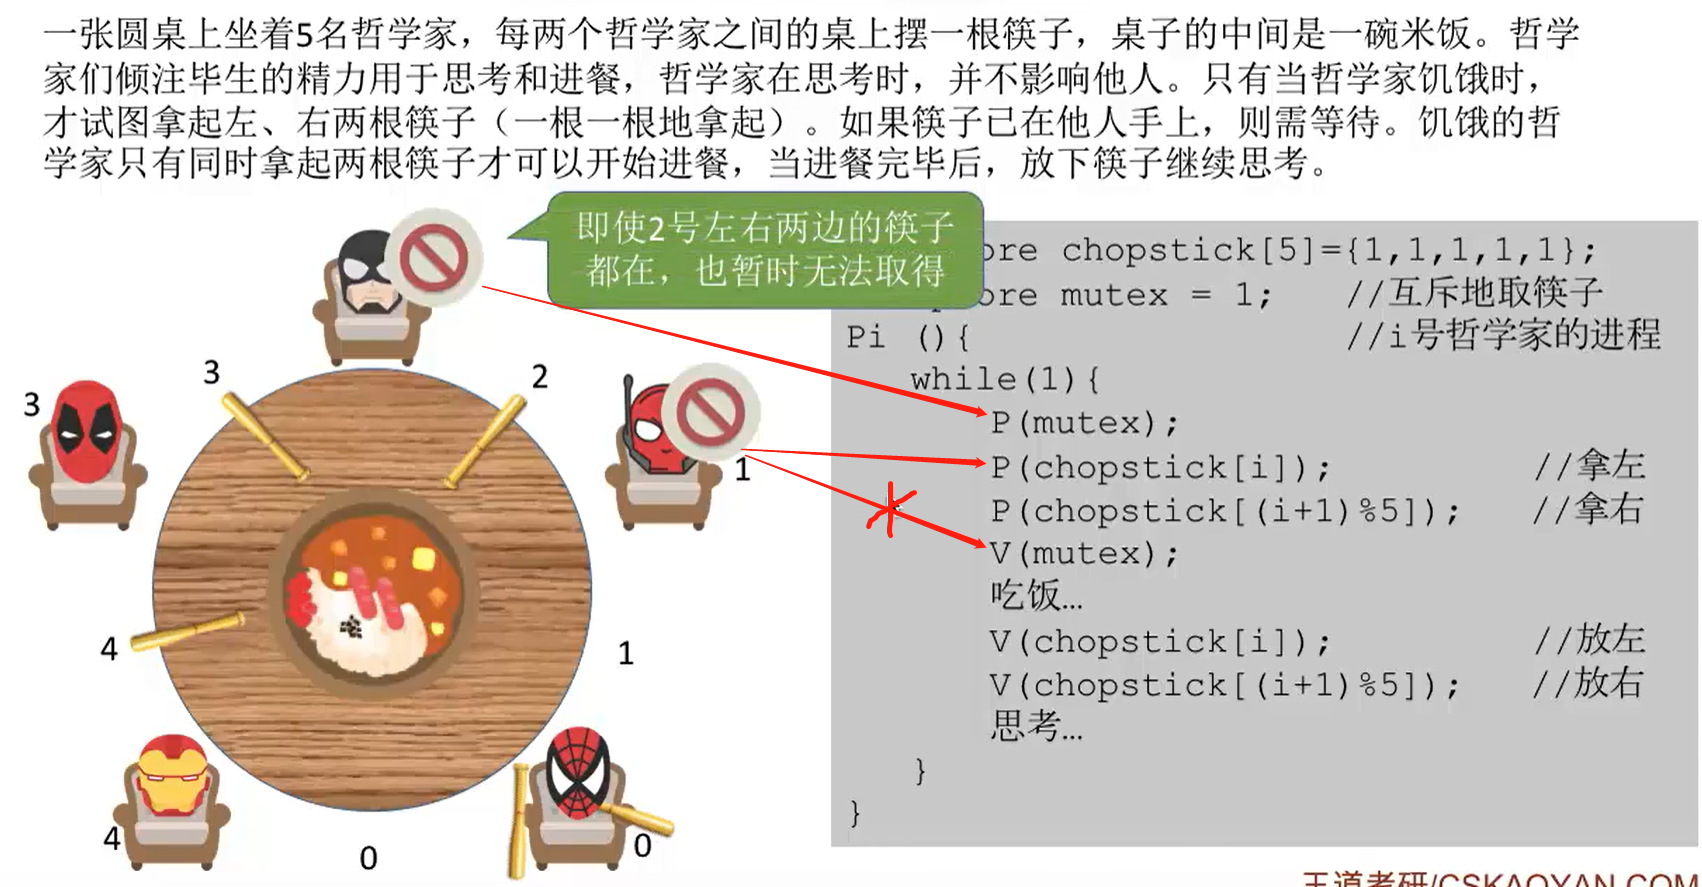 一张圆桌上坐着5名哲学家，每两个哲学家之间的桌上摆一根筷子，桌子的中间是一碗米饭。哲学
家们倾注毕生的精力用于思考和进餐，哲学家在思考时，并不影响他人。只有当哲学家饥饿时，
才试图拿起左、右两根筷子（一根一根地拿起）。如果筷子已在他人手上，则需等待。饥饿的哲
学家只有同时拿起两根筷子才可以开始进餐，当进餐完毕后，放下筷子继续思考。
即使2号左右两边的筷子
都在，也暂时无法取得
3
2
3
1
4
1
4
0
0
ore chopstick[5]={1,1,1,1,1};
ore mutex = 1; //互斥地取筷子
Pi (){ //i号哲学家的进程
while(1){
P(mutex);
P(chopstick[i]); //拿左
P(chopstick[(i+1)%5]); //拿右
V(mutex);
吃饭…
V(chopstick[i]); //放左
V(chopstick[(i+1)%5]); //放右
思考…
}
}
王道考研/CSKAOYAN.COM